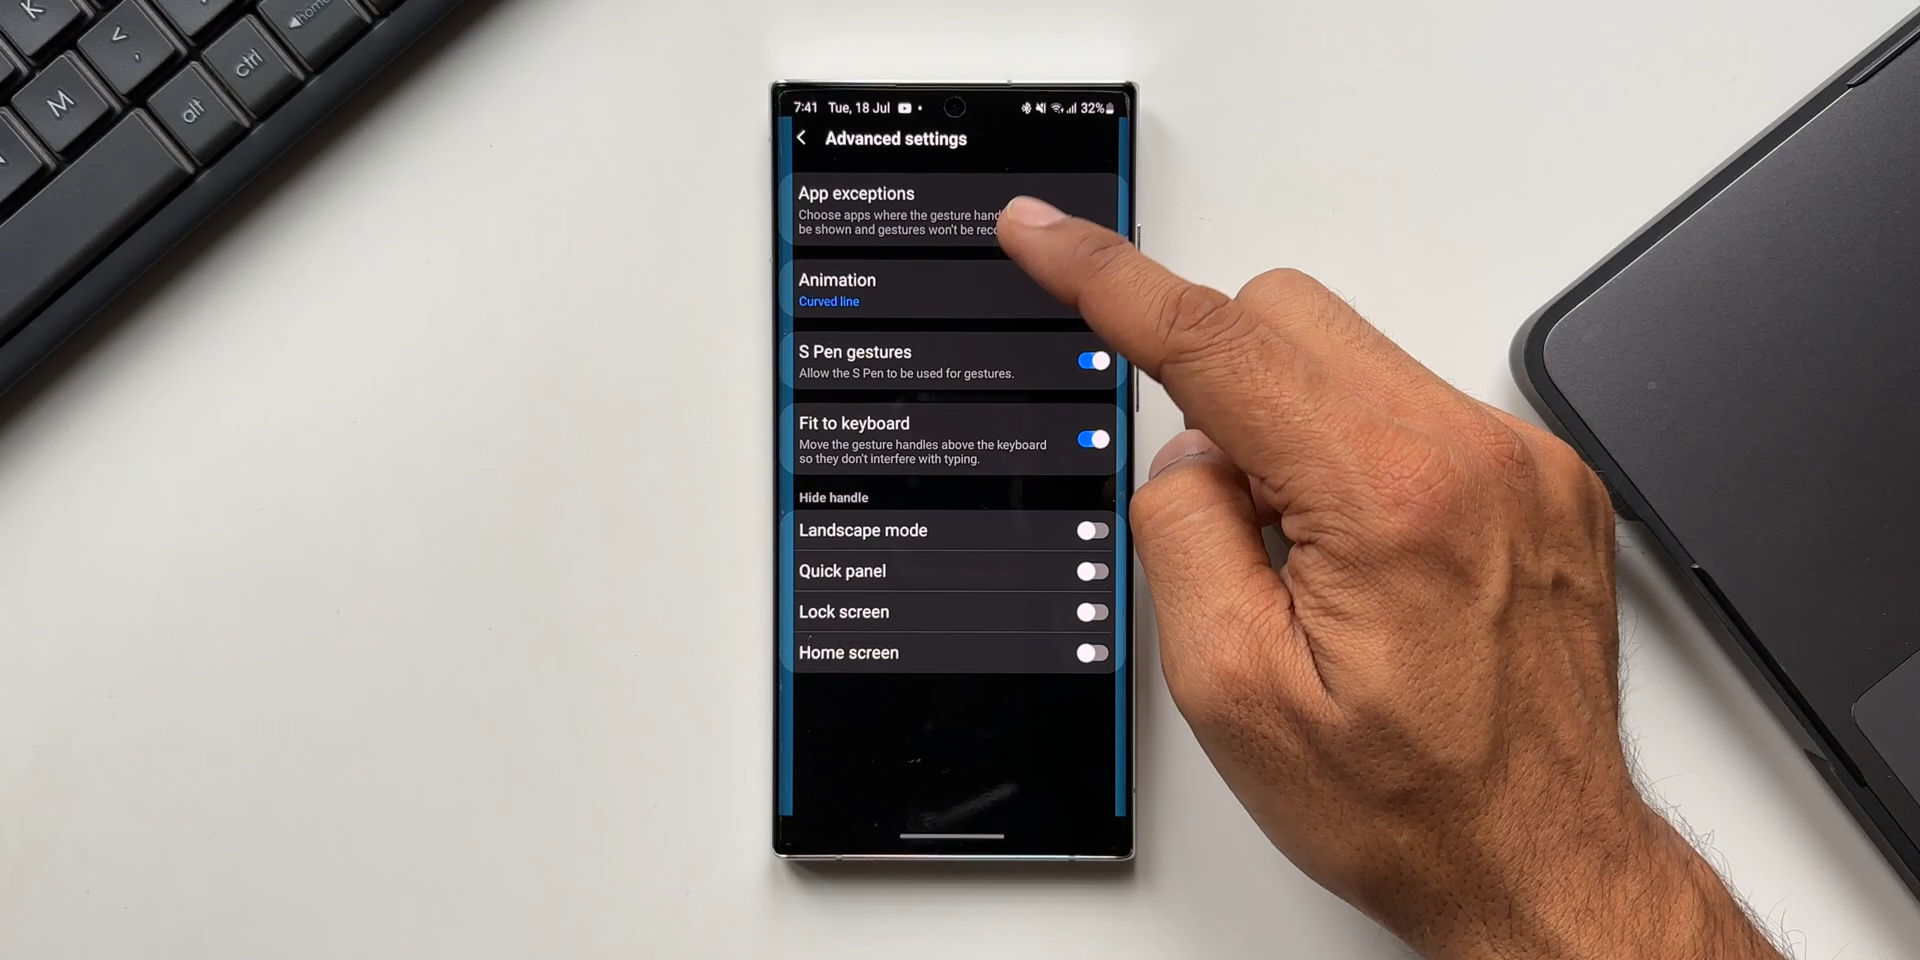 K
<
,
M
alt
ctrl
home
7:41 Tue, 18 Jul 32%
Advanced settings
App exceptions
Choose apps where the gesture
be shown and gestures won't be
Animation
Curved line
S Pen gestures
Allow the S Pen to be used for gestures.
Fit to keyboard
Move the gesture handles above the keyboard
so they don't interfere with typing.
Hide handle
Landscape mode
Quick panel
Lock screen
Home screen